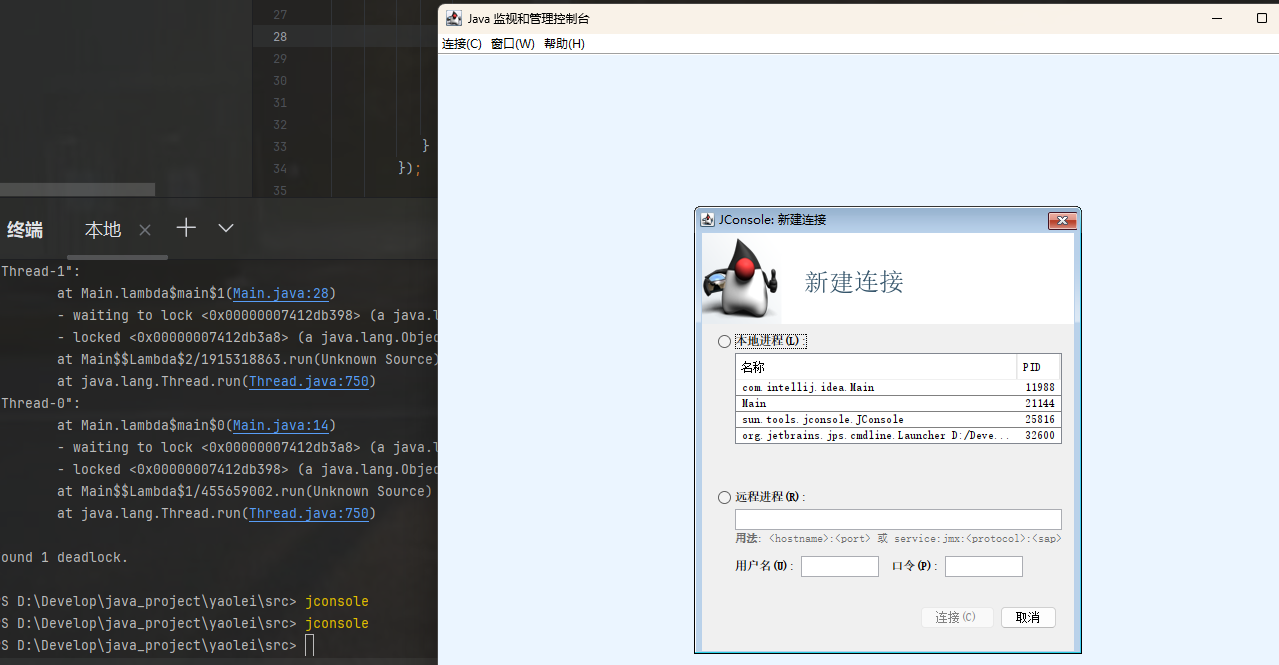 27
28
29
30
31
32
33 }
34 });
35
终端 本地
Thread-1":
at Main.lambda$main$1(Main.java:28)
- waiting to lock <0x00000007412db398> (a java.l
- locked <0x00000007412db3a8> (a java.lang.Objec
at Main$$Lambda$2/1915318863.run(Unknown Source)
at java.lang.Thread.run(Thread.java:750)
Thread-0":
at Main.lambda$main$0(Main.java:14)
- waiting to lock <0x00000007412db3a8> (a java.l
- locked <0x00000007412db398> (a java.lang.Objec
at Main$$Lambda$1/455659002.run(Unknown Source)
at java.lang.Thread.run(Thread.java:750)
ound 1 deadlock.
S D:\Develop\java_project\yaolei\src> jconsole
S D:\Develop\java_project\yaolei\src> jconsole
S D:\Develop\java_project\yaolei\src>
Java 监视和管理控制台
连接(C) 窗口(W) 帮助(H)
JConsole: 新建连接
新建连接
本地进程(L):
名称 PID
com.intellij.idea.Main 11988
Main 21144
sun.tools.jconsole.JConsole 25816
org.jetbrains.jps.cmdline.Launcher D:/Deve... 32600
远程进程(R):
用法: <hostname>:<port> 或 service:jmx:<protocol>:<sap>
用户名(U): 口令(P):
连接(C) 取消